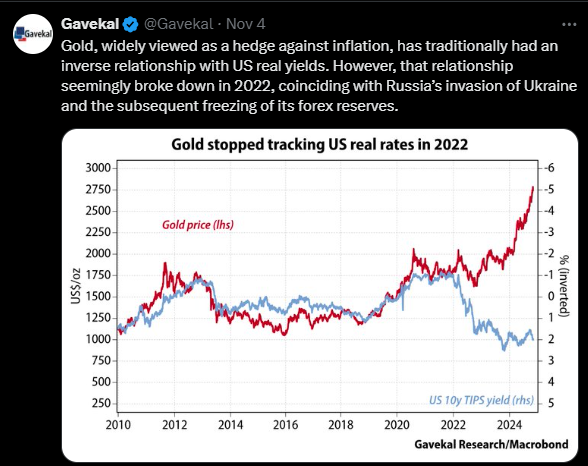 Gavekal @Gavekal · Nov 4
Gavekal
Gold, widely viewed as a hedge against inflation, has traditionally had an
inverse relationship with US real yields. However, that relationship
seemingly broke down in 2022, coinciding with Russia's invasion of Ukraine
and the subsequent freezing of its forex reserves.
Gold stopped tracking US real rates in 2022
3000
2750
2500
2250
2000
1750
1500
1250
1000
750
500
250
US$/oz
Gold price (lhs)
-6
-5
-4
-3
-2
-1
0
1
2
3
4
5
% (inverted)
US 10y TIPS yield (rhs)
2010
2012
2014
2016
2018
2020
2022
2024
Gavekal Research/Macrobond